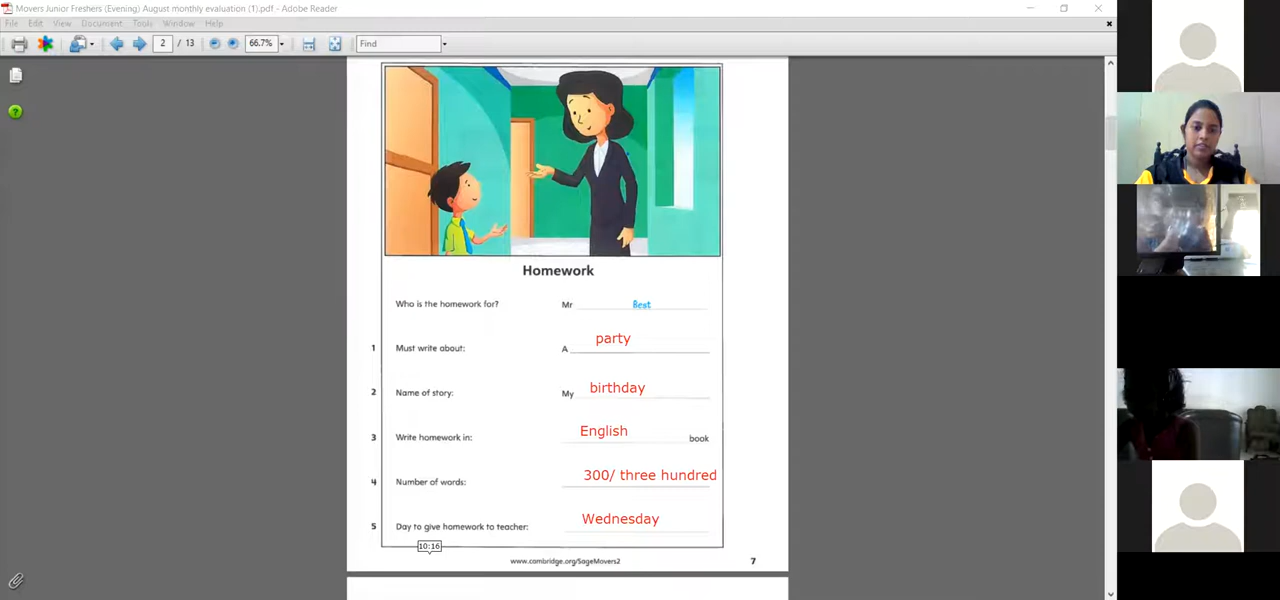 Movers Junior Freshers (Evening) August monthly evaluation (1).pdf - Adobe Reader
File Edit View Document Tools Window Help
2 / 13 66.7% Find
Homework
Who is the homework for? Mr Best
1 Must write about: A party
2 Name of story: My birthday
3 Write homework in: English book
4 Number of words: 300/ three hundred
5 Day to give homework to teacher: Wednesday
10:16
www.cambridge.org/SageMovers2 7